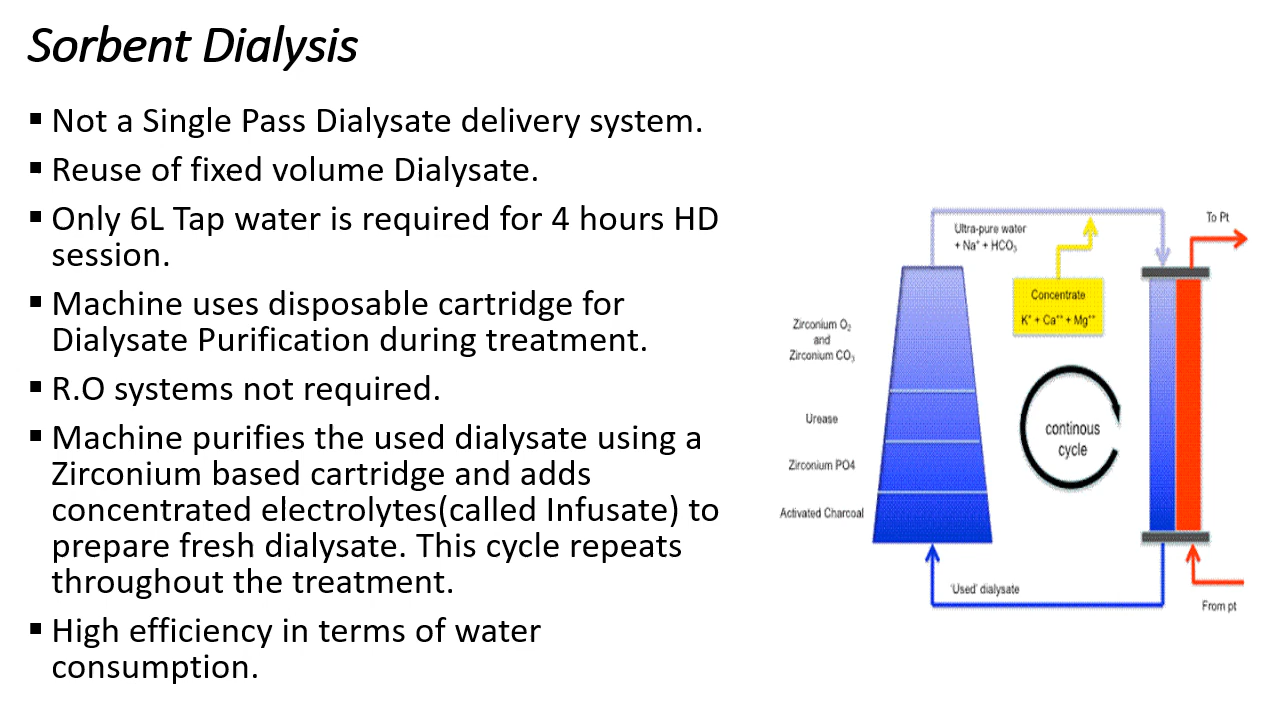 Sorbent Dialysis
▪ Not a Single Pass Dialysate delivery system.
▪ Reuse of fixed volume Dialysate.
▪ Only 6L Tap water is required for 4 hours HD
session.
▪ Machine uses disposable cartridge for
Dialysate Purification during treatment.
▪ R.O systems not required.
▪ Machine purifies the used dialysate using a
Zirconium based cartridge and adds
concentrated electrolytes(called Infusate) to
prepare fresh dialysate. This cycle repeats
throughout the treatment.
▪ High efficiency in terms of water
consumption.
To Pt
Ultra-pure water
+ Na⁺ + HCO₃
Concentrate
K⁺ + Ca⁺⁺ + Mg⁺⁺
Zirconium O₂
and
Zirconium CO₃
Urease
Zirconium PO4
Activated Charcoal
continous
cycle
'Used' dialysate
From pt